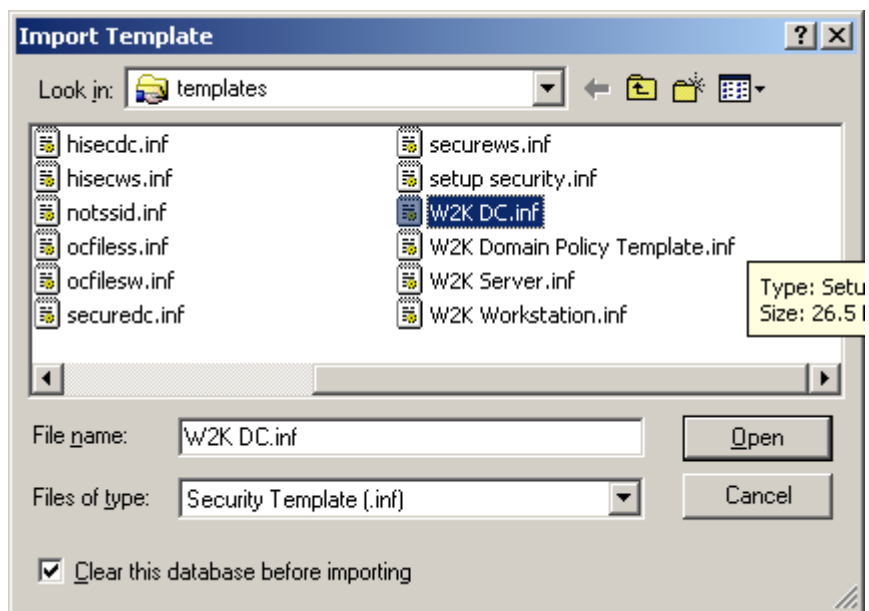 Import Template
Look in: templates
hisecdc.inf
hisecws.inf
notssid.inf
ocfiless.inf
ocfilesw.inf
securedc.inf
securews.inf
setup security.inf
W2K DC.inf
W2K Domain Policy Template.inf
W2K Server.inf
W2K Workstation.inf
Type: Setu
Size: 26.5
File name: W2K DC.inf Open
Files of type: Security Template (.inf) Cancel
Clear this database before importing